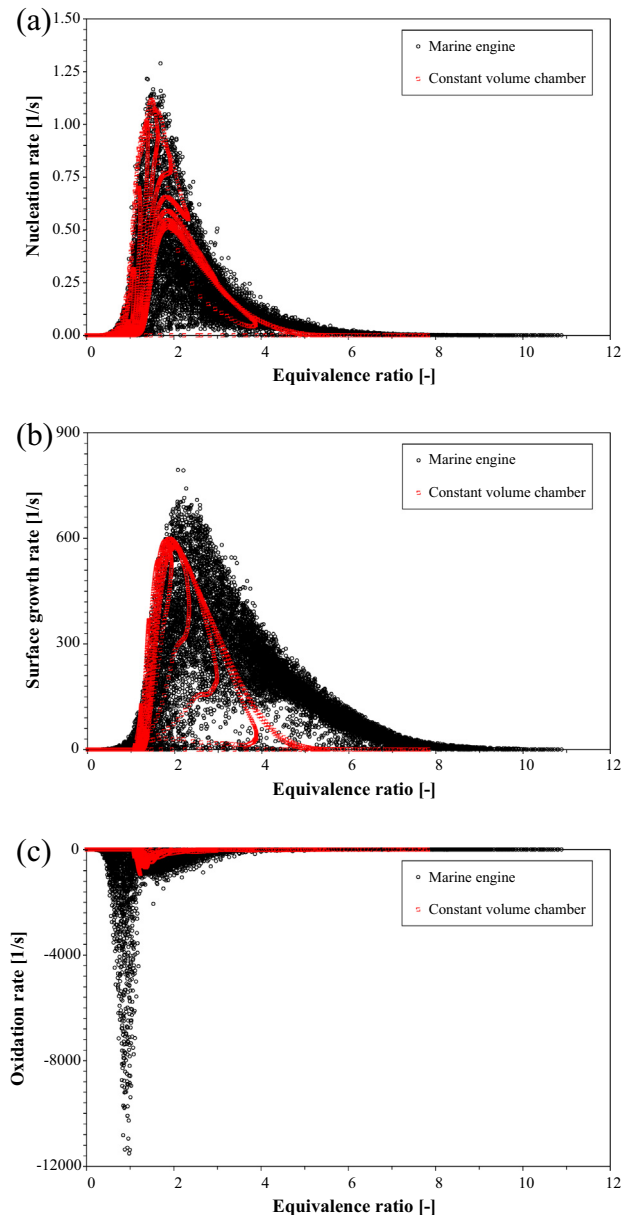 (a)
1.50
1.25
1.00
0.75
0.50
0.25
0.00
Nucleation rate [1/s]
Marine engine
Constant volume chamber
0 2 4 6 8 10 12
Equivalence ratio [-]
(b)
900
600
300
0
Surface growth rate [1/s]
Marine engine
Constant volume chamber
0 2 4 6 8 10 12
Equivalence ratio [-]
(c)
0
-4000
-8000
-12000
Oxidation rate [1/s]
Marine engine
Constant volume chamber
0 2 4 6 8 10 12
Equivalence ratio [-]